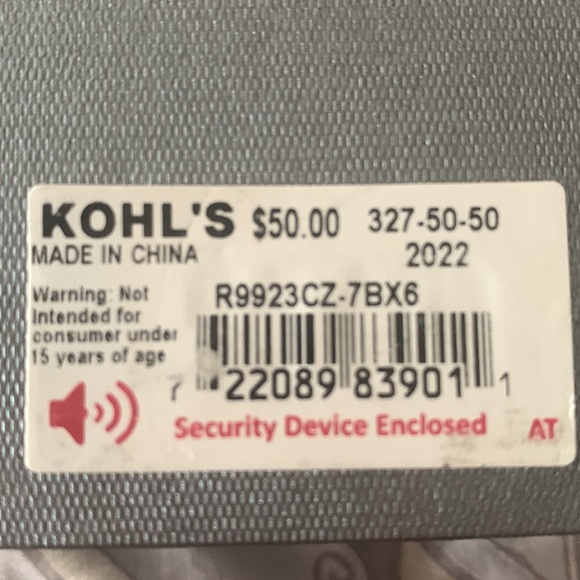 KOHL'S $50.00 327-50-50
MADE IN CHINA 2022
Warning: Not
Intended for
consumer under
15 years of age
R9923CZ-7BX6
7 22089 83901 1
Security Device Enclosed AT